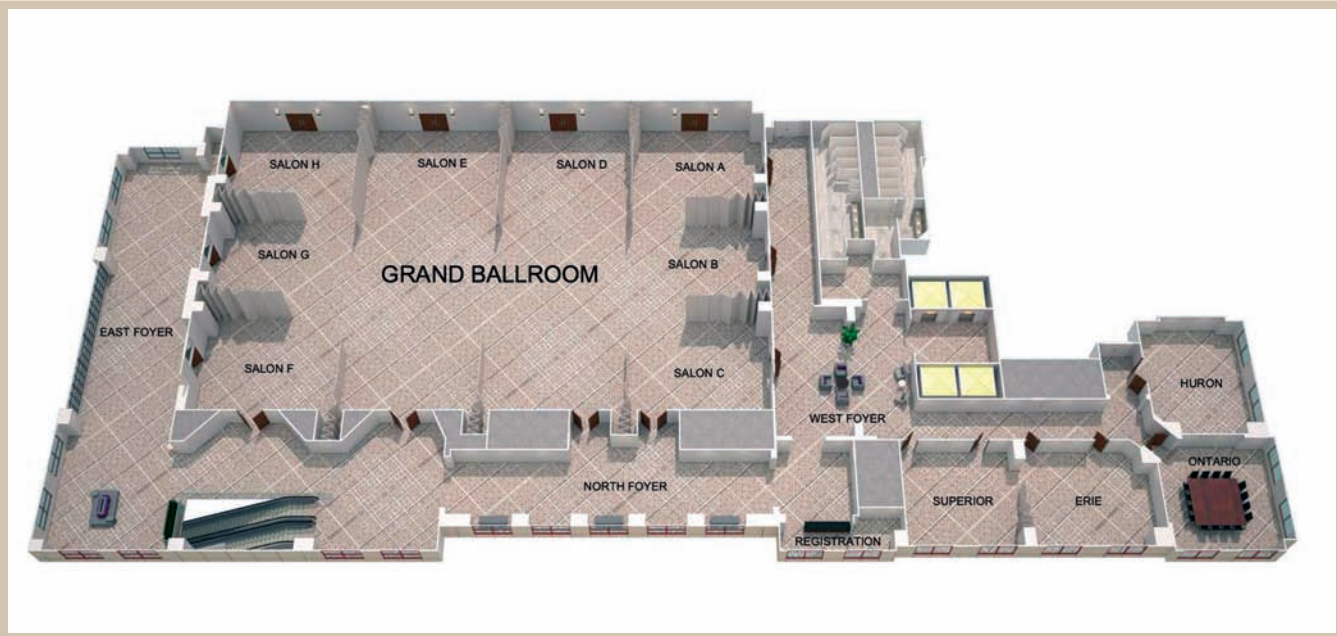 SALON H
SALON E
SALON D
SALON A
SALON G
SALON B
GRAND BALLROOM
EAST FOYER
SALON F
SALON C
HURON
WEST FOYER
ONTARIO
NORTH FOYER
SUPERIOR
ERIE
REGISTRATION